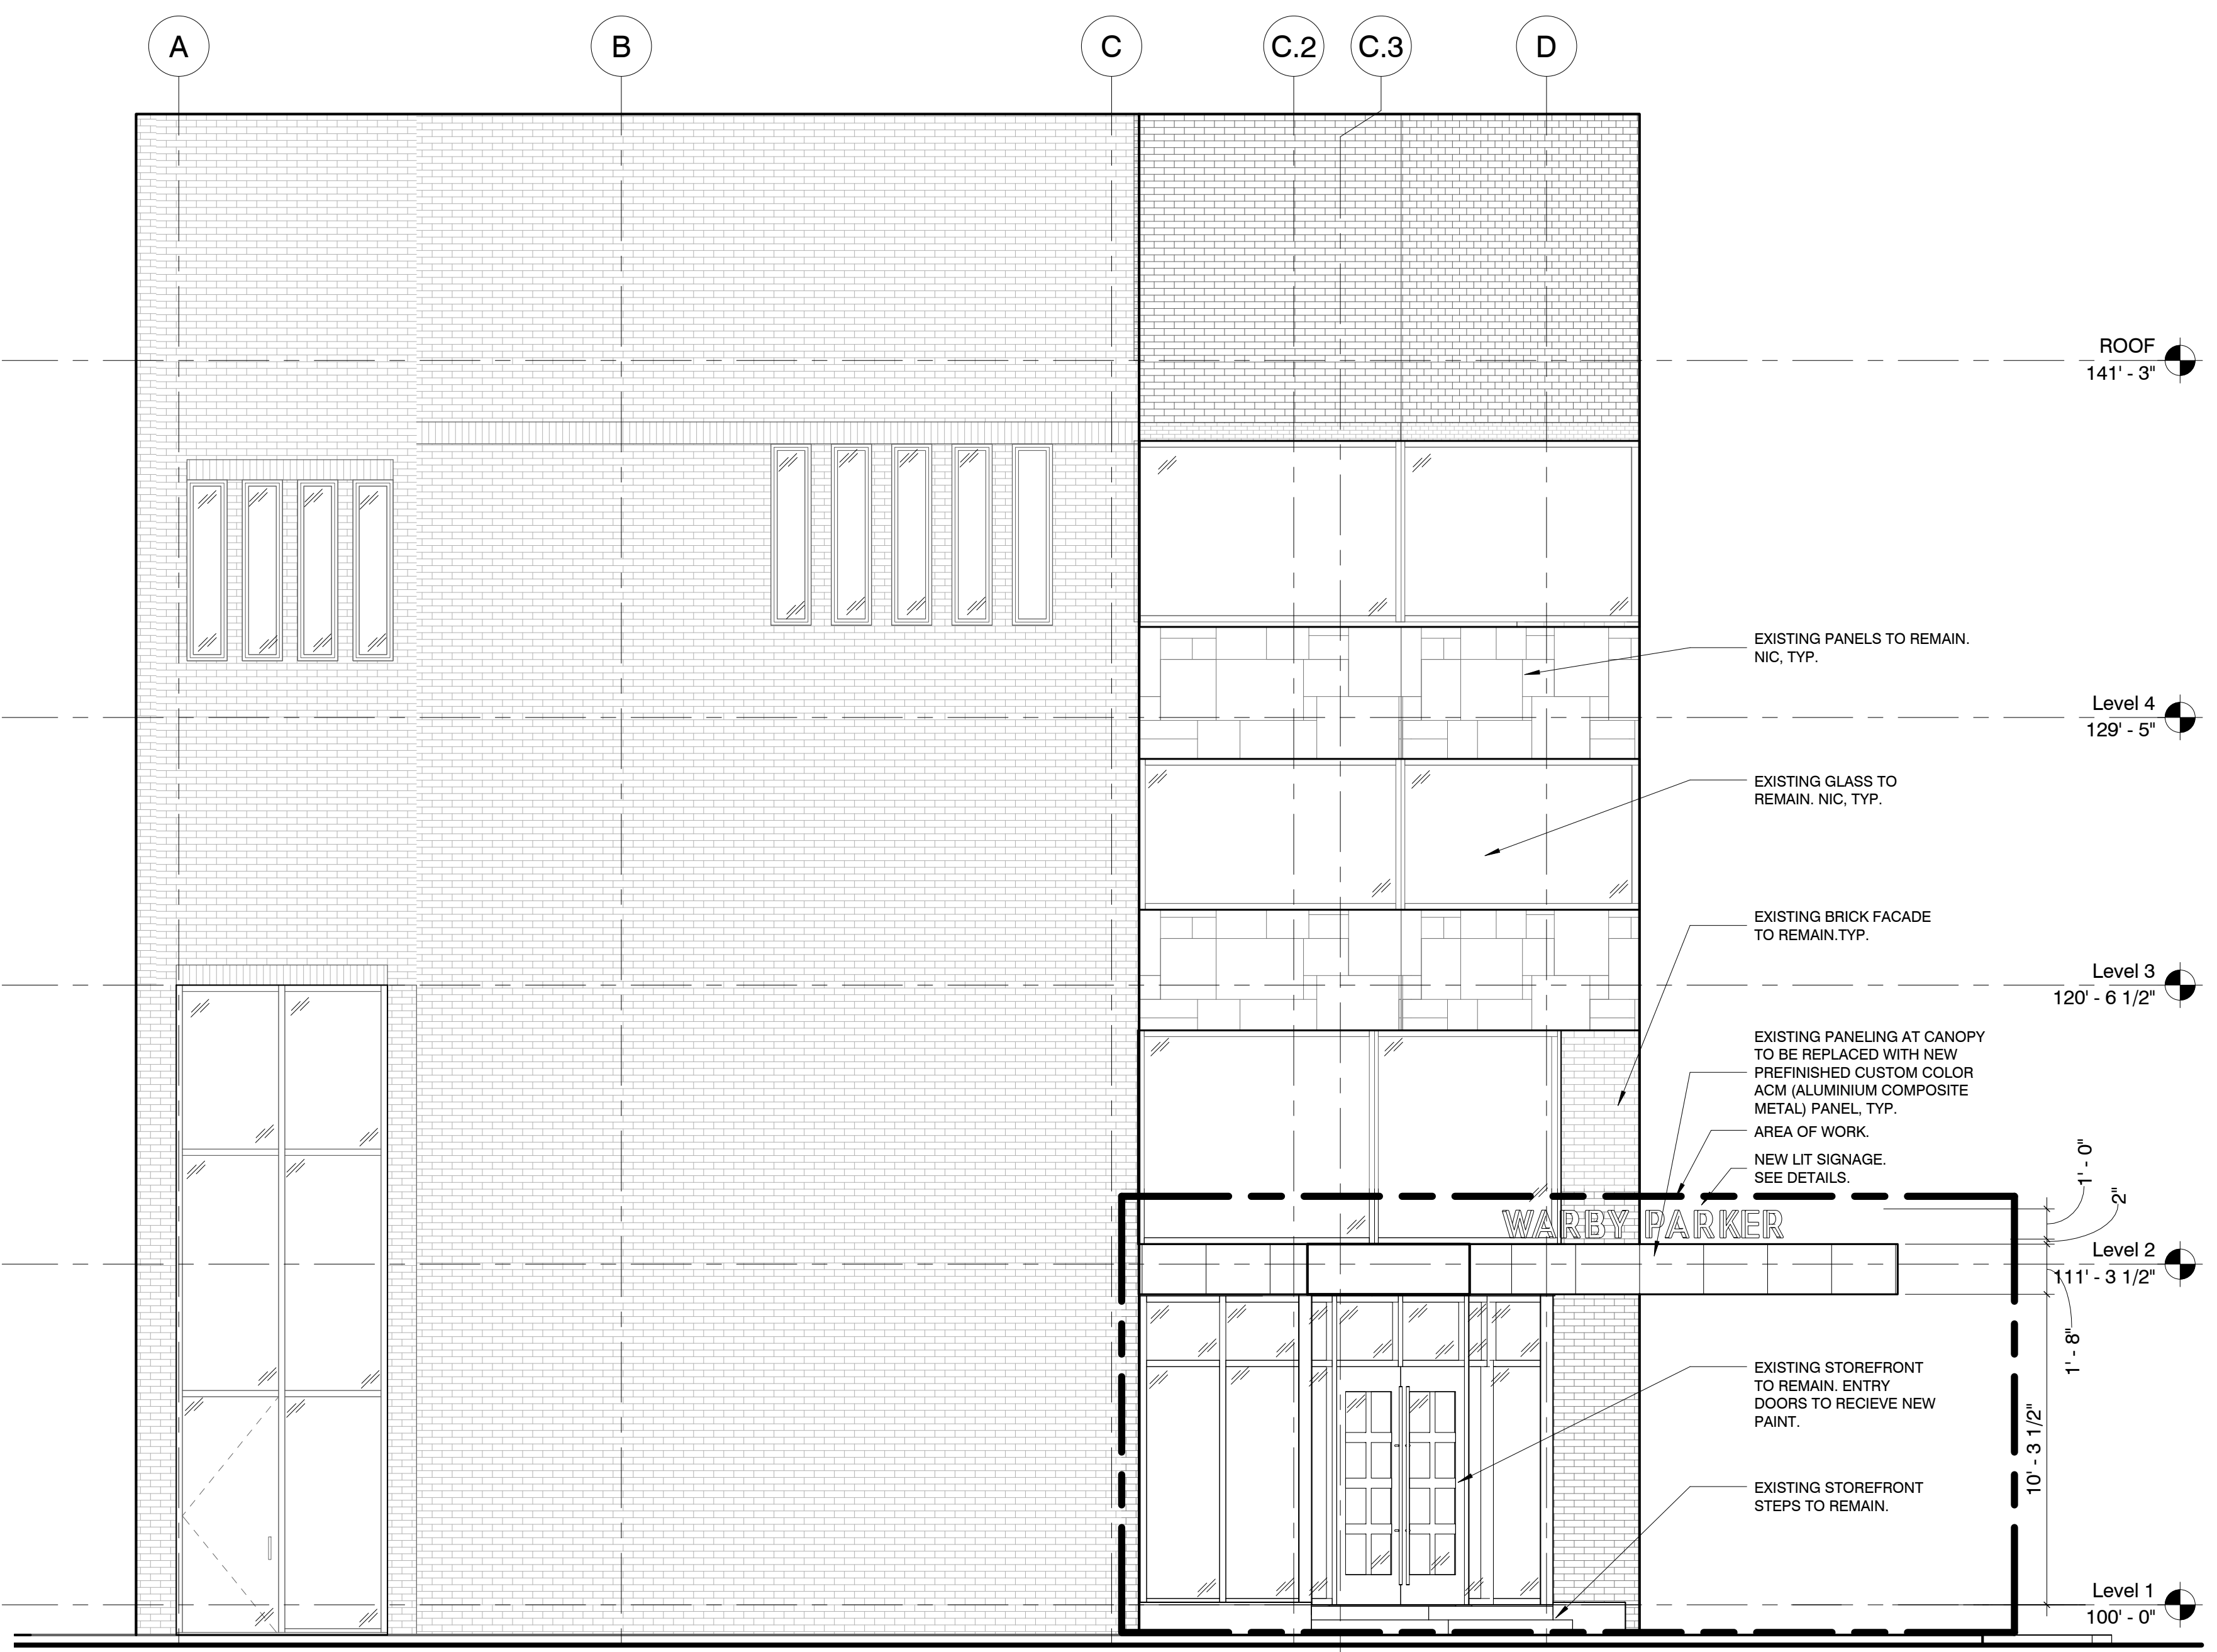 A
B
C
C.2
C.3
D
ROOF
141' - 3"
EXISTING PANELS TO REMAIN.
NIC, TYP.
Level 4
129' - 5"
EXISTING GLASS TO
REMAIN. NIC, TYP.
EXISTING BRICK FACADE
TO REMAIN.TYP.
Level 3
120' - 6 1/2"
EXISTING PANELING AT CANOPY
TO BE REPLACED WITH NEW
PREFINISHED CUSTOM COLOR
ACM (ALUMINIUM COMPOSITE
METAL) PANEL, TYP.
AREA OF WORK.
NEW LIT SIGNAGE.
SEE DETAILS.
1' - 0"
2"
WARBY PARKER
Level 2
111' - 3 1/2"
1' - 8"
EXISTING STOREFRONT
TO REMAIN. ENTRY
DOORS TO RECIEVE NEW
PAINT.
10' - 3 1/2"
EXISTING STOREFRONT
STEPS TO REMAIN.
Level 1
100' - 0"